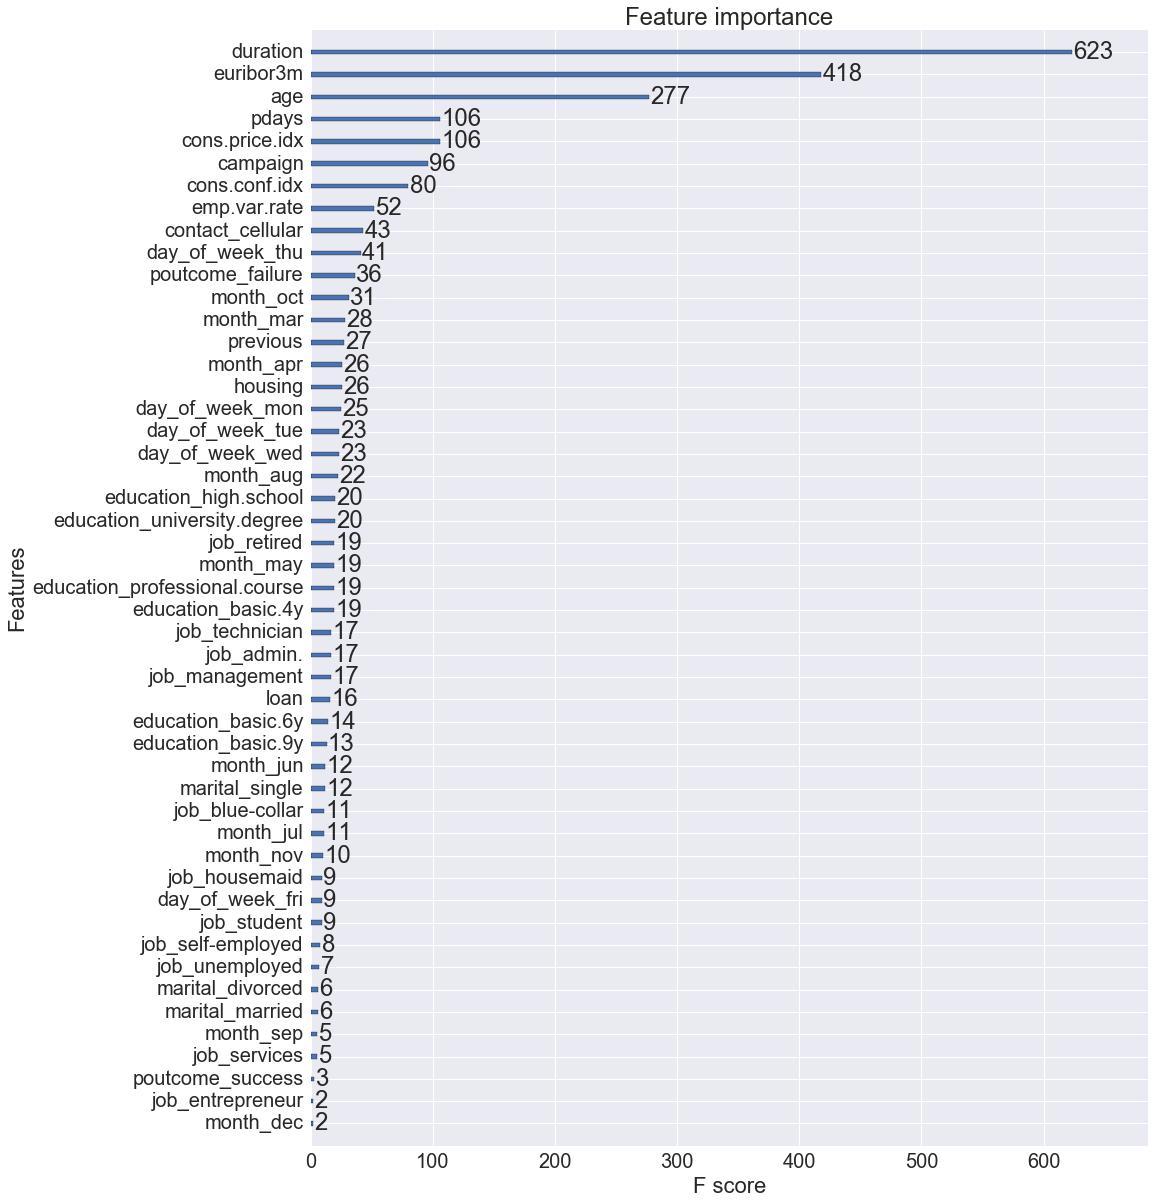 Feature importance
duration 623
euribor3m 418
age 277
pdays 106
cons.price.idx 106
campaign 96
cons.conf.idx 80
emp.var.rate 52
contact_cellular 43
day_of_week_thu 41
poutcome_failure 36
month_oct 31
month_mar 28
previous 27
month_apr 26
housing 26
day_of_week_mon 25
day_of_week_tue 23
day_of_week_wed 23
month_aug 22
education_high.school 20
education_university.degree 20
job_retired 19
month_may 19
education_professional.course 19
education_basic.4y 19
job_technician 17
job_admin. 17
job_management 17
loan 16
education_basic.6y 14
education_basic.9y 13
month_jun 12
marital_single 12
job_blue-collar 11
month_jul 11
month_nov 10
job_housemaid 9
day_of_week_fri 9
job_student 9
job_self-employed 8
job_unemployed 7
marital_divorced 6
marital_married 6
month_sep 5
job_services 5
poutcome_success 3
job_entrepreneur 2
month_dec 2
0 100 200 300 400 500 600
F score
Features